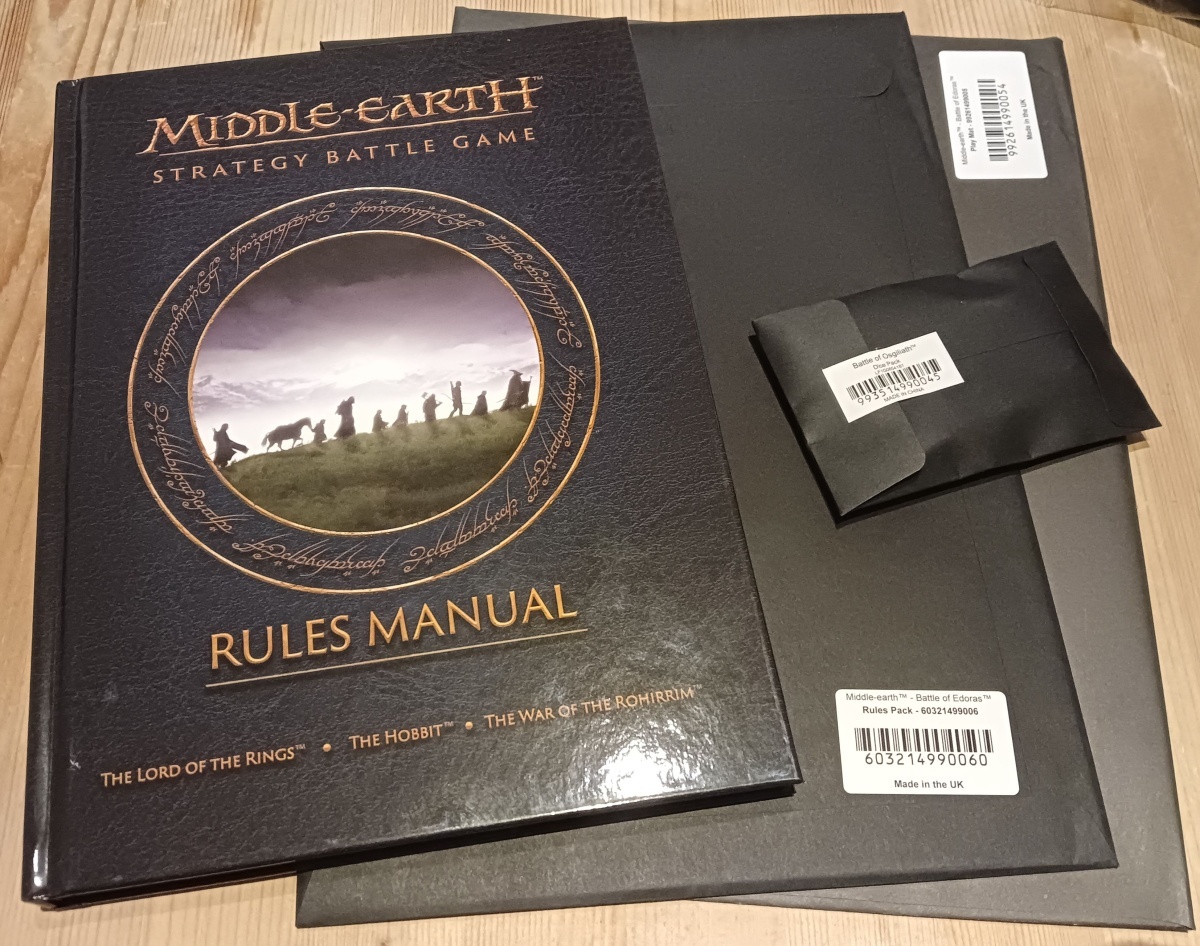 MIDDLE-EARTH™
STRATEGY BATTLE GAME
RULES MANUAL
THE LORD OF THE RINGS™ • THE HOBBIT™ • THE WAR OF THE ROHIRRIM™
Middle-earth™ - Battle of Edoras™
Play Mat - 99261499005
992614990054
Made in the UK
Battle of Osgiliath™
Dice Pack
993514990045
MADE IN CHINA
Middle-earth™ - Battle of Edoras™
Rules Pack - 60321499006
603214990060
Made in the UK